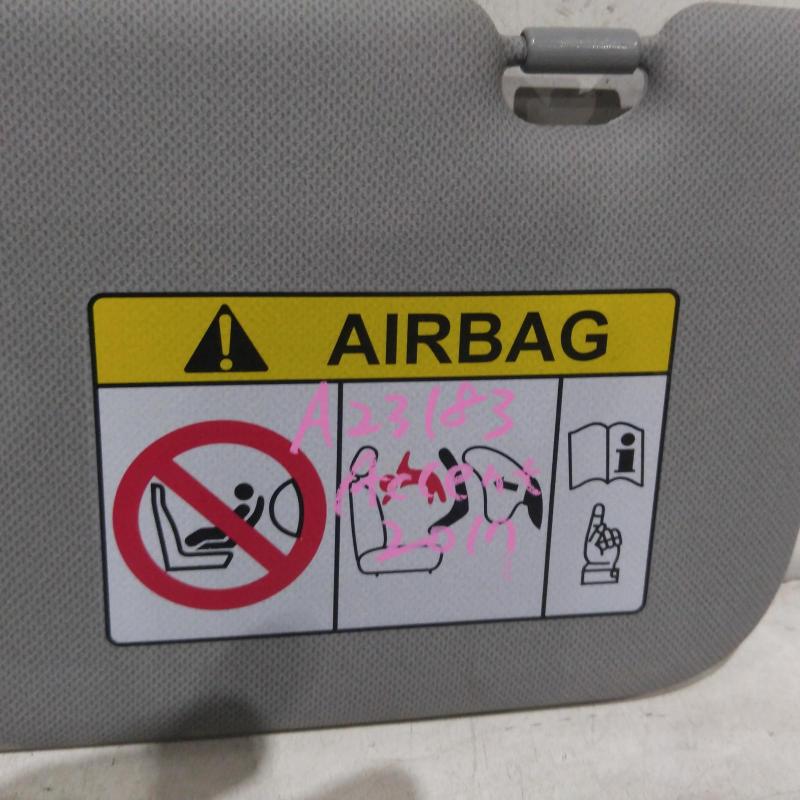 AIRBAG
A23183
Accent
2017
i